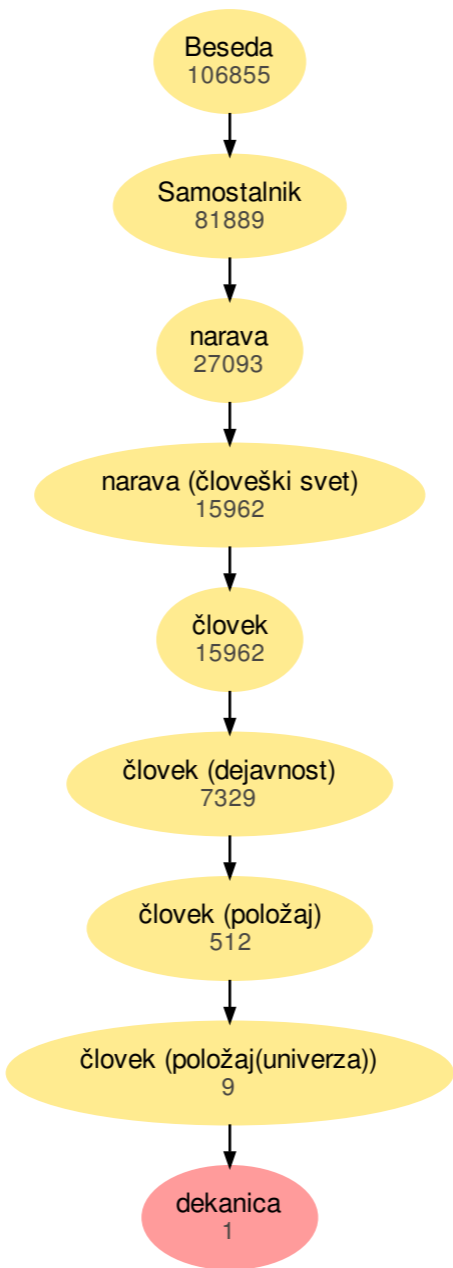 Beseda
106855
Samostalnik
81889
narava
27093
narava (človeški svet)
15962
človek
15962
človek (dejavnost)
7329
človek (položaj)
512
človek (položaj(univerza))
9
dekanica
1